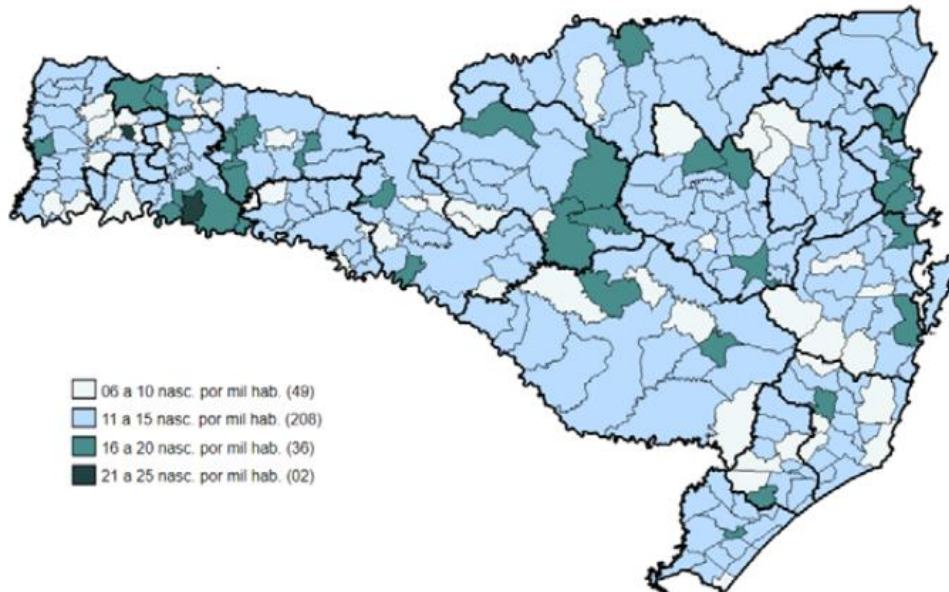 06 a 10 nasc. por mil hab. (49)
11 a 15 nasc. por mil hab. (208)
16 a 20 nasc. por mil hab. (36)
21 a 25 nasc. por mil hab. (02)